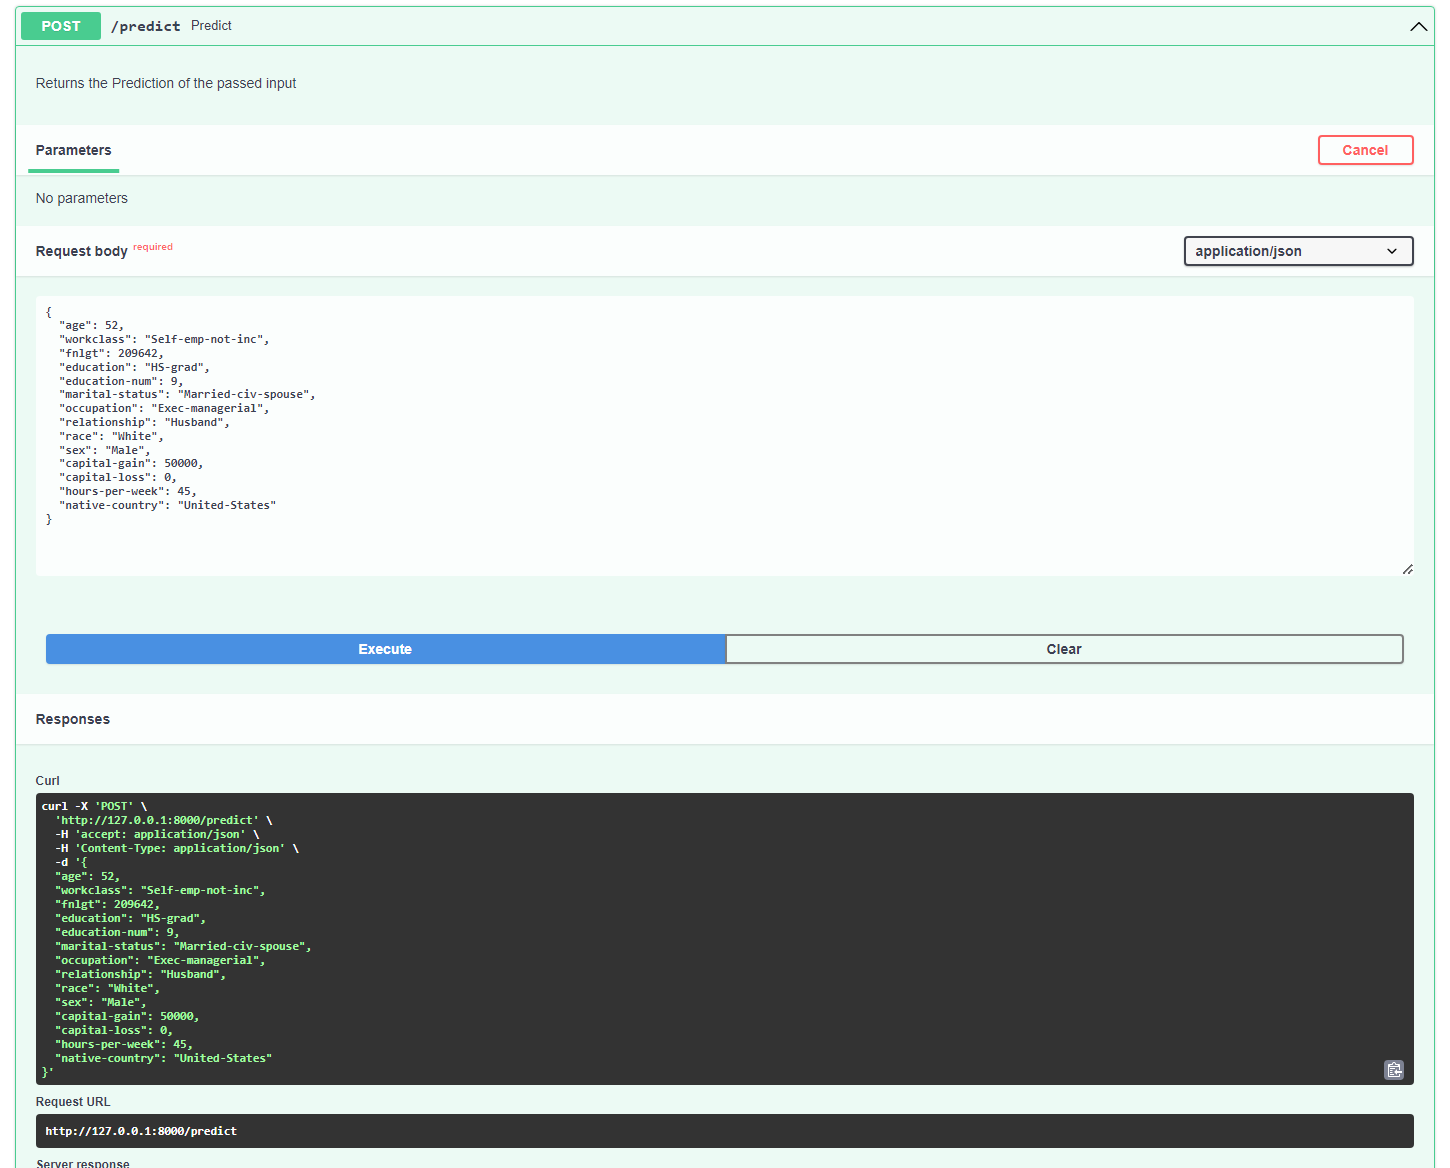 POST /predict Predict
Returns the Prediction of the passed input
Parameters
Cancel
No parameters
Request body required
application/json
{
"age": 52,
"workclass": "Self-emp-not-inc",
"fnlgt": 209642,
"education": "HS-grad",
"education-num": 9,
"marital-status": "Married-civ-spouse",
"occupation": "Exec-managerial",
"relationship": "Husband",
"race": "White",
"sex": "Male",
"capital-gain": 50000,
"capital-loss": 0,
"hours-per-week": 45,
"native-country": "United-States"
}
Execute
Clear
Responses
Curl
curl -X 'POST' \
'http://127.0.0.1:8000/predict' \
-H 'accept: application/json' \
-H 'Content-Type: application/json' \
-d '{
"age": 52,
"workclass": "Self-emp-not-inc",
"fnlgt": 209642,
"education": "HS-grad",
"education-num": 9,
"marital-status": "Married-civ-spouse",
"occupation": "Exec-managerial",
"relationship": "Husband",
"race": "White",
"sex": "Male",
"capital-gain": 50000,
"capital-loss": 0,
"hours-per-week": 45,
"native-country": "United-States"
}'
Request URL
http://127.0.0.1:8000/predict
Server response